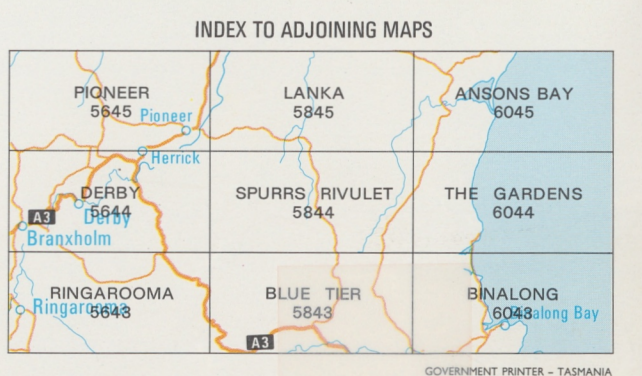 INDEX TO ADJOINING MAPS
PIONEER
5645
Pioneer
LANKA
5845
ANSONS BAY
6045
Herrick
DERBY
5644
Derby
A3
Branxholm
SPURRS RIVULET
5844
THE GARDENS
6044
RINGAROOMA
5643
Ringarooma
BLUE TIER
5843
A3
BINALONG
6043
Binalong Bay
GOVERNMENT PRINTER – TASMANIA